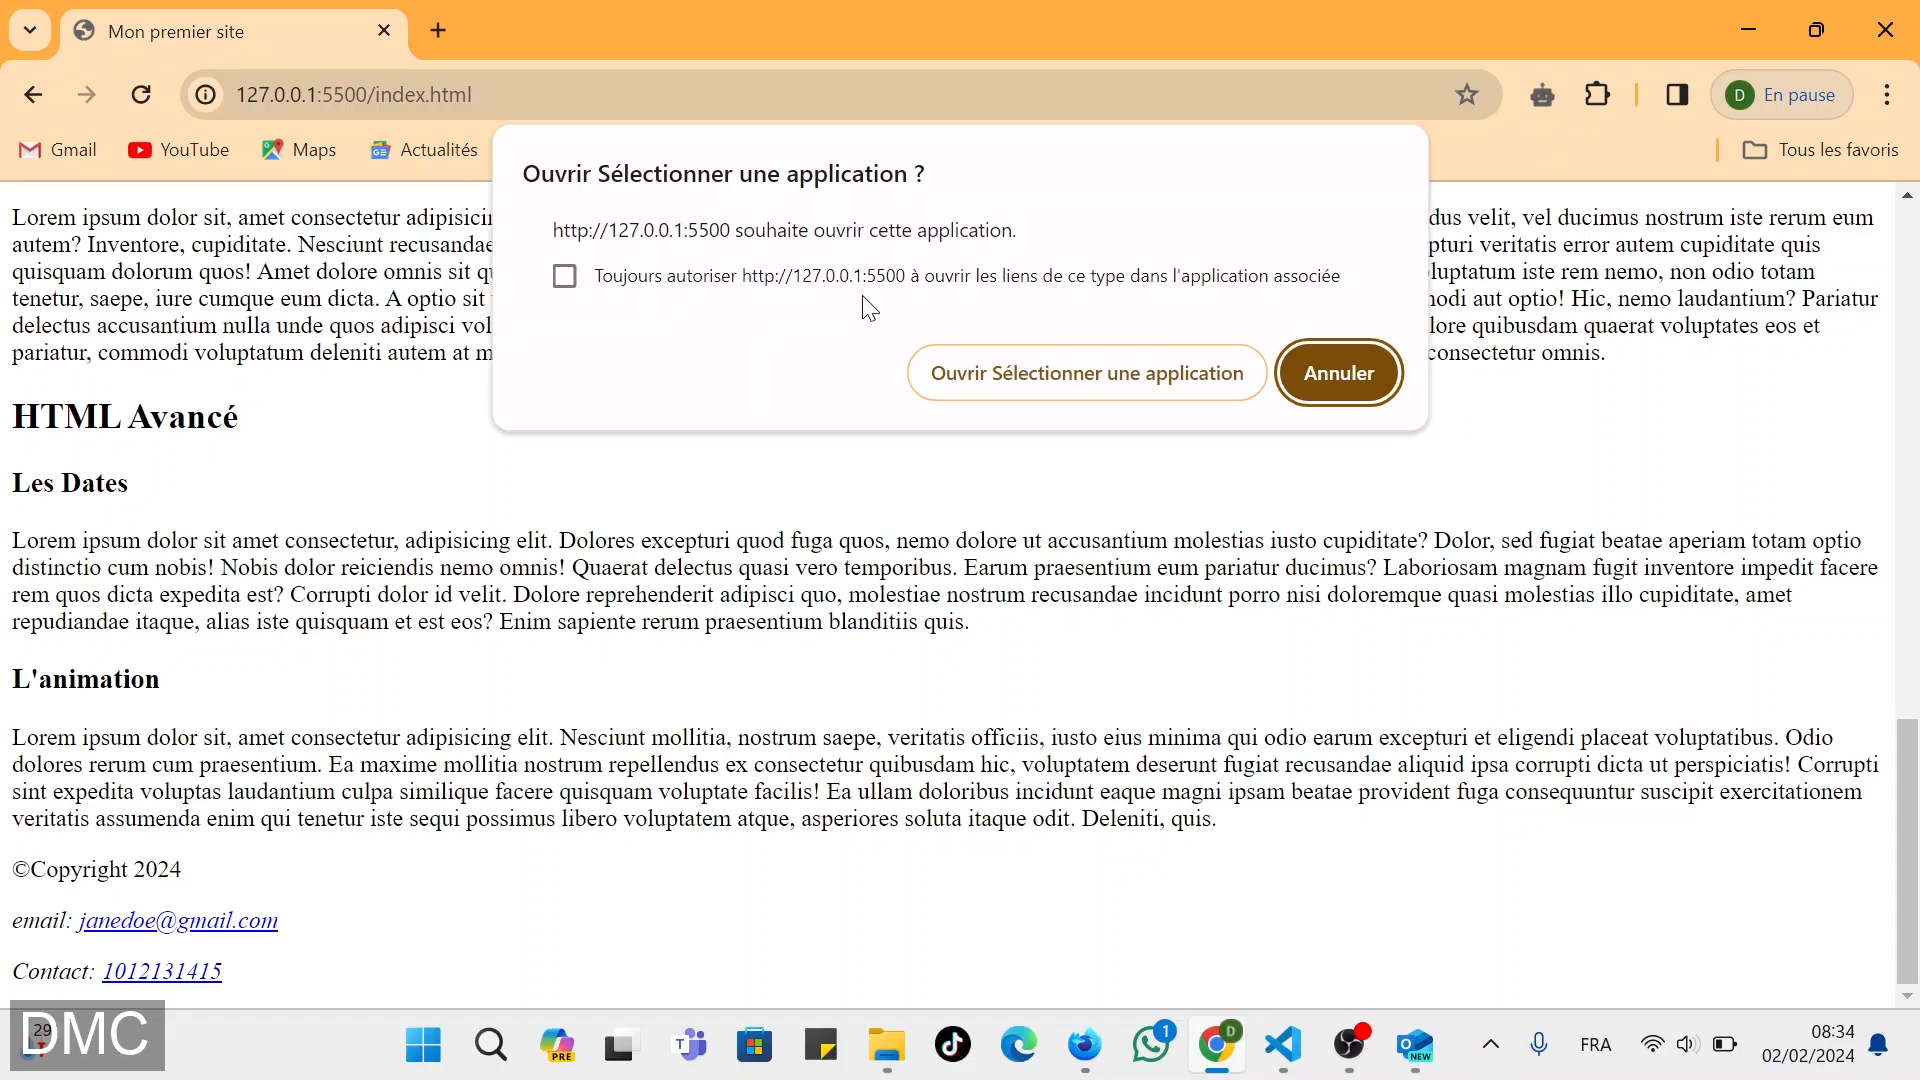 Mon premier site
127.0.0.1:5500/index.html
D En pause
Gmail
YouTube
Maps
Actualités
Tous les favoris
Ouvrir Sélectionner une application ?
http://127.0.0.1:5500 souhaite ouvrir cette application.
Toujours autoriser http://127.0.0.1:5500 à ouvrir les liens de ce type dans l'application associée
Ouvrir Sélectionner une application
Annuler
Lorem ipsum dolor sit, amet consectetur adipisicin dus velit, vel ducimus nostrum iste rerum eum
autem? Inventore, cupiditate. Nesciunt recusandae pturi veritatis error autem cupiditate quis
quisquam dolorum quos! Amet dolore omnis sit luptatum iste rem nemo, non odio totam
tenetur, saepe, iure cumque eum dicta. A optio sit odi aut optio! Hic, nemo laudantium? Pariatur
delectus accusantium nulla unde quos adipisci vol lore quibusdam quaerat voluptates eos et
pariatur, commodi voluptatum deleniti autem at consectetur omnis.
HTML Avancé
Les Dates
Lorem ipsum dolor sit amet consectetur, adipisicing elit. Dolores excepturi quod fuga quos, nemo dolore ut accusantium molestias iusto cupiditate? Dolor, sed fugiat beatae aperiam totam optio
distinctio cum nobis! Nobis dolor reiciendis nemo omnis! Quaerat delectus quasi vero temporibus. Earum praesentium eum pariatur ducimus? Laboriosam magnam fugit inventore impedit facere
rem quos dicta expedita est? Corrupti dolor id velit. Dolore reprehenderit adipisci quo, molestiae nostrum recusandae incidunt porro nisi doloremque quasi molestias illo cupiditate, amet
repudiandae itaque, alias iste quisquam et est eos? Enim sapiente rerum praesentium blanditiis quis.
L'animation
Lorem ipsum dolor sit, amet consectetur adipisicing elit. Nesciunt mollitia, nostrum saepe, veritatis officiis, iusto eius minima qui odio earum excepturi et eligendi placeat voluptatibus. Odio
dolores rerum cum praesentium. Ea maxime mollitia nostrum repellendus ex consectetur quibusdam hic, voluptatem deserunt fugiat recusandae aliquid ipsa corrupti dicta ut perspiciatis! Corrupti
sint expedita voluptas laudantium culpa similique facere quisquam voluptate facilis! Ea ullam doloribus incidunt eaque magni ipsam beatae provident fuga consequuntur suscipit exercitationem
veritatis assumenda enim qui tenetur iste sequi possimus libero voluptatem atque, asperiores soluta itaque odit. Deleniti, quis.
©Copyright 2024
email: janedoe@gmail.com
Contact: 1012131415
DMC
29
PRE
1
D
NEW
FRA
08:34
02/02/2024